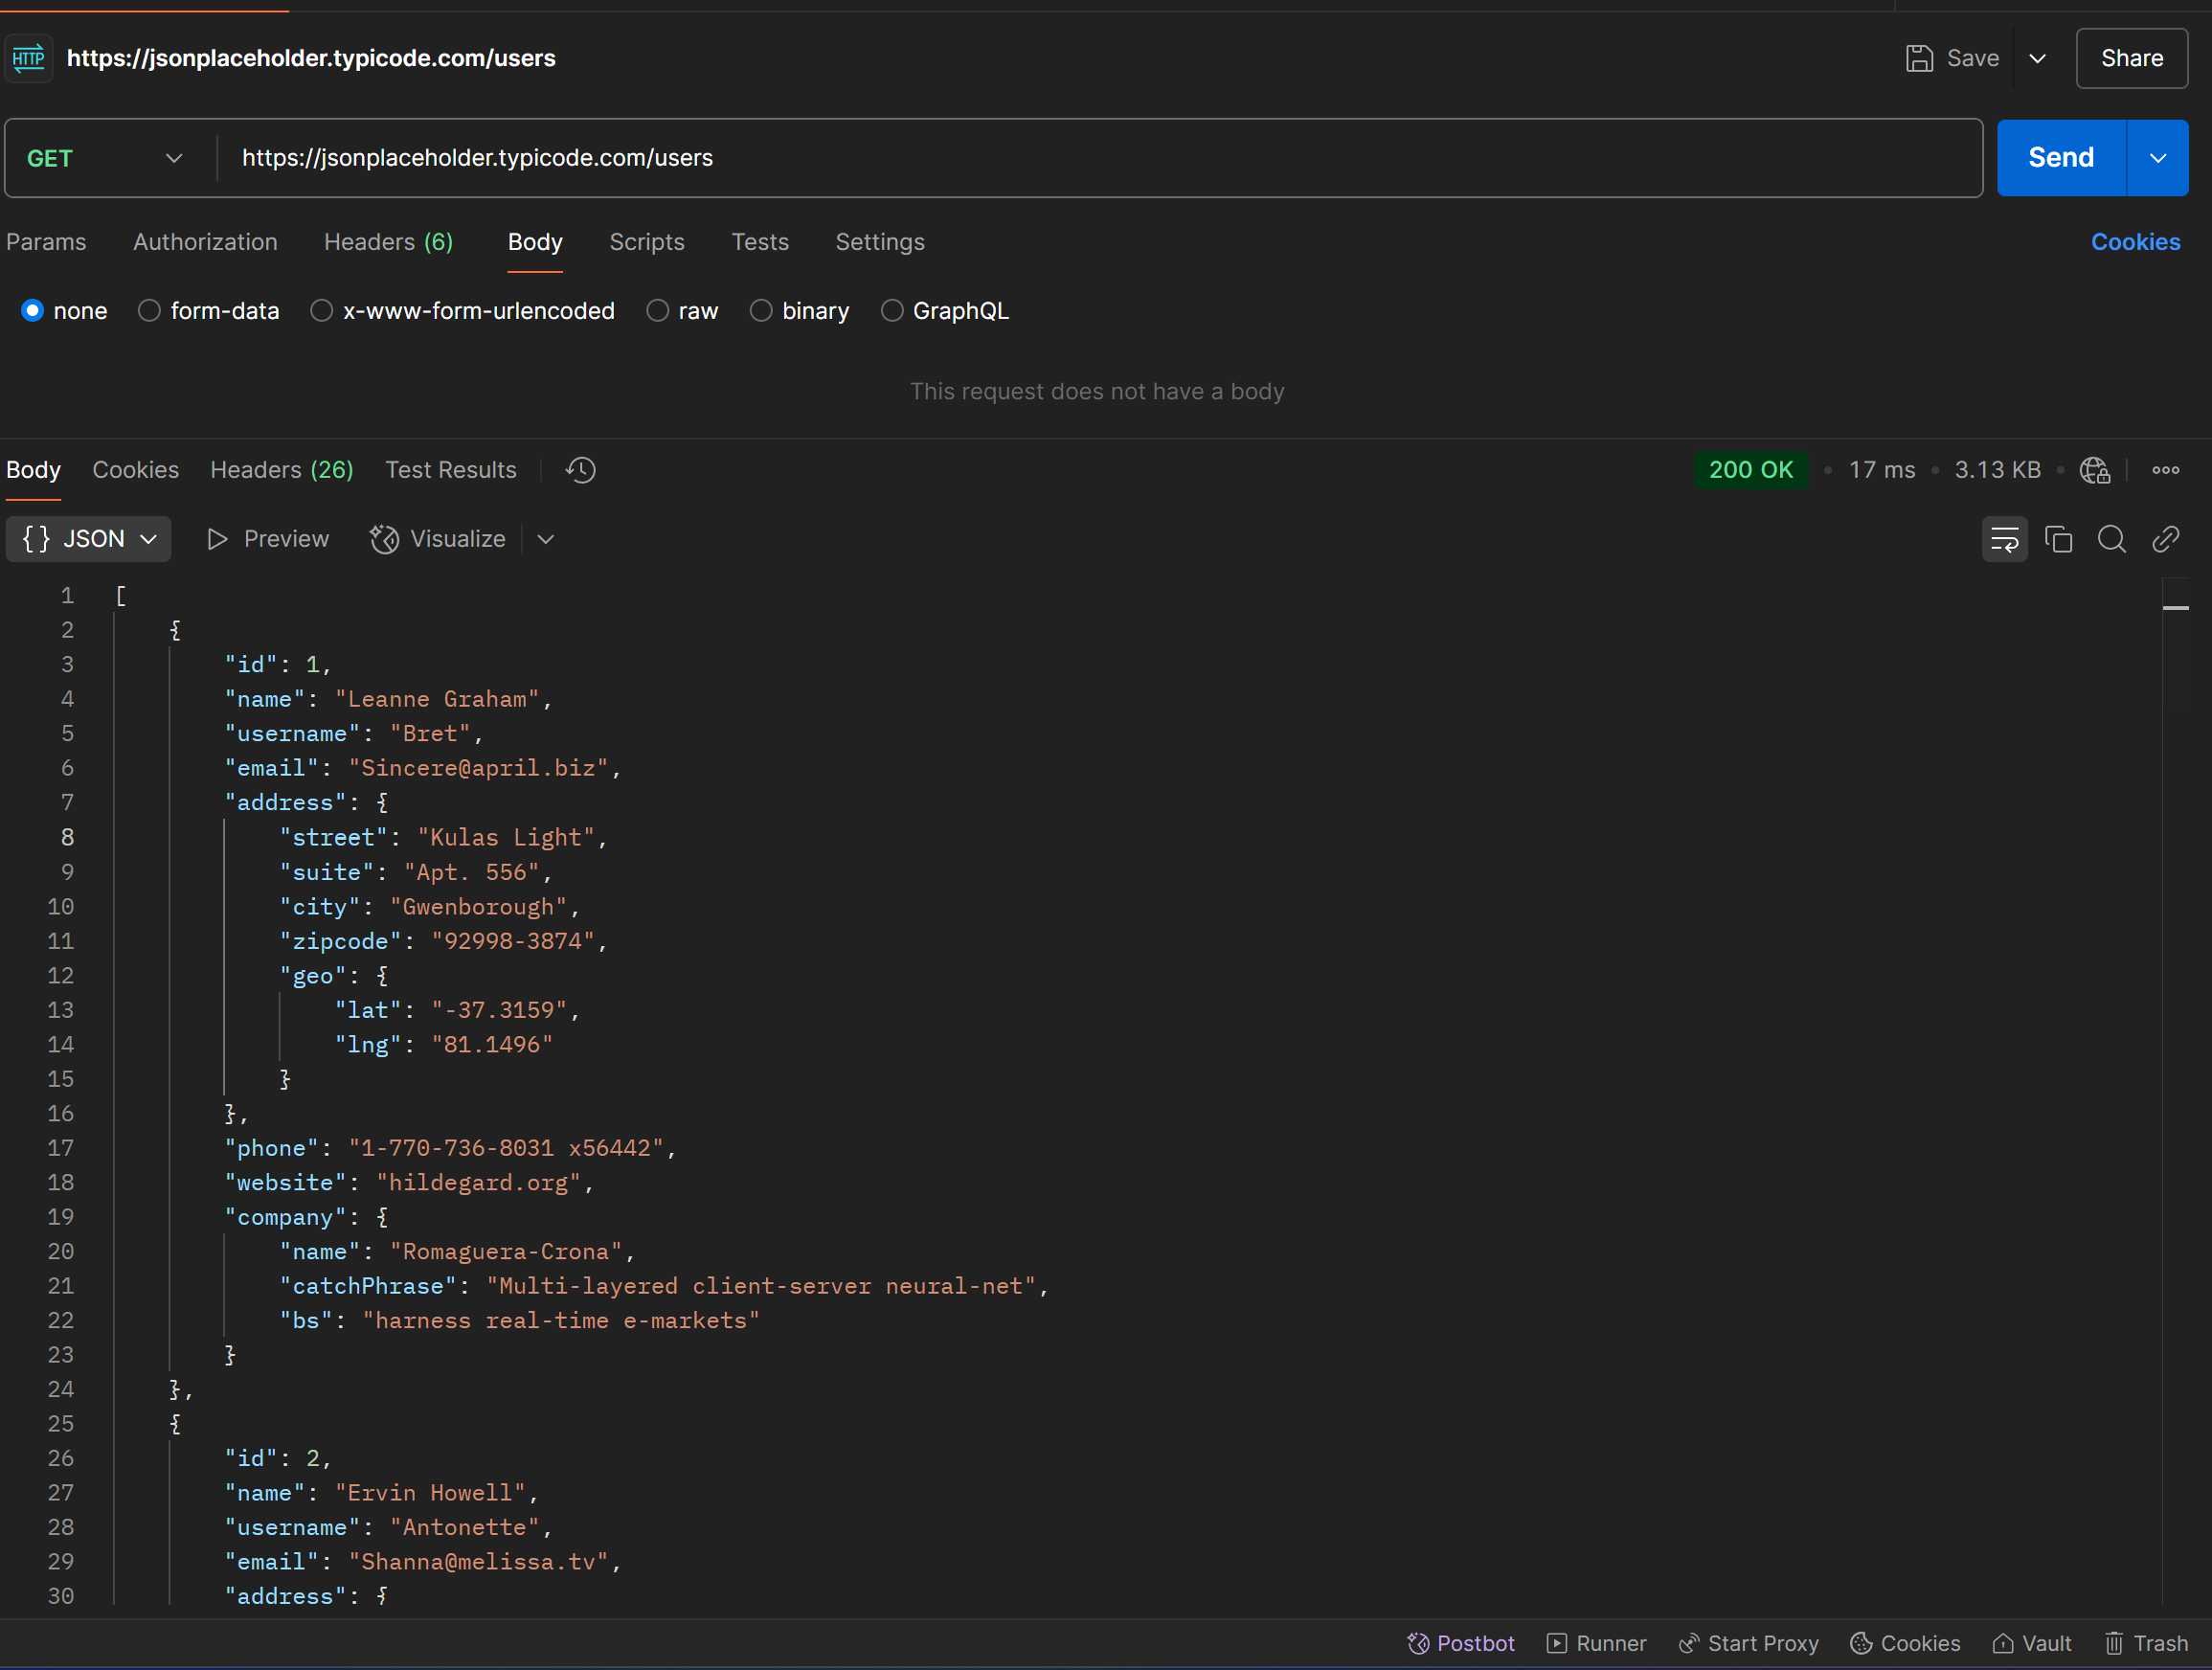 HTTP https://jsonplaceholder.typicode.com/users Save Share
GET https://jsonplaceholder.typicode.com/users Send
Params Authorization Headers (6) Body Scripts Tests Settings Cookies
none form-data x-www-form-urlencoded raw binary GraphQL
This request does not have a body
Body Cookies Headers (26) Test Results 200 OK • 17 ms • 3.13 KB •
{} JSON Preview Visualize
1 [
2 {
3 "id": 1,
4 "name": "Leanne Graham",
5 "username": "Bret",
6 "email": "Sincere@april.biz",
7 "address": {
8 "street": "Kulas Light",
9 "suite": "Apt. 556",
10 "city": "Gwenborough",
11 "zipcode": "92998-3874",
12 "geo": {
13 "lat": "-37.3159",
14 "lng": "81.1496"
15 }
16 },
17 "phone": "1-770-736-8031 x56442",
18 "website": "hildegard.org",
19 "company": {
20 "name": "Romaguera-Crona",
21 "catchPhrase": "Multi-layered client-server neural-net",
22 "bs": "harness real-time e-markets"
23 }
24 },
25 {
26 "id": 2,
27 "name": "Ervin Howell",
28 "username": "Antonette",
29 "email": "Shanna@melissa.tv",
30 "address": {
Postbot Runner Start Proxy Cookies Vault Trash